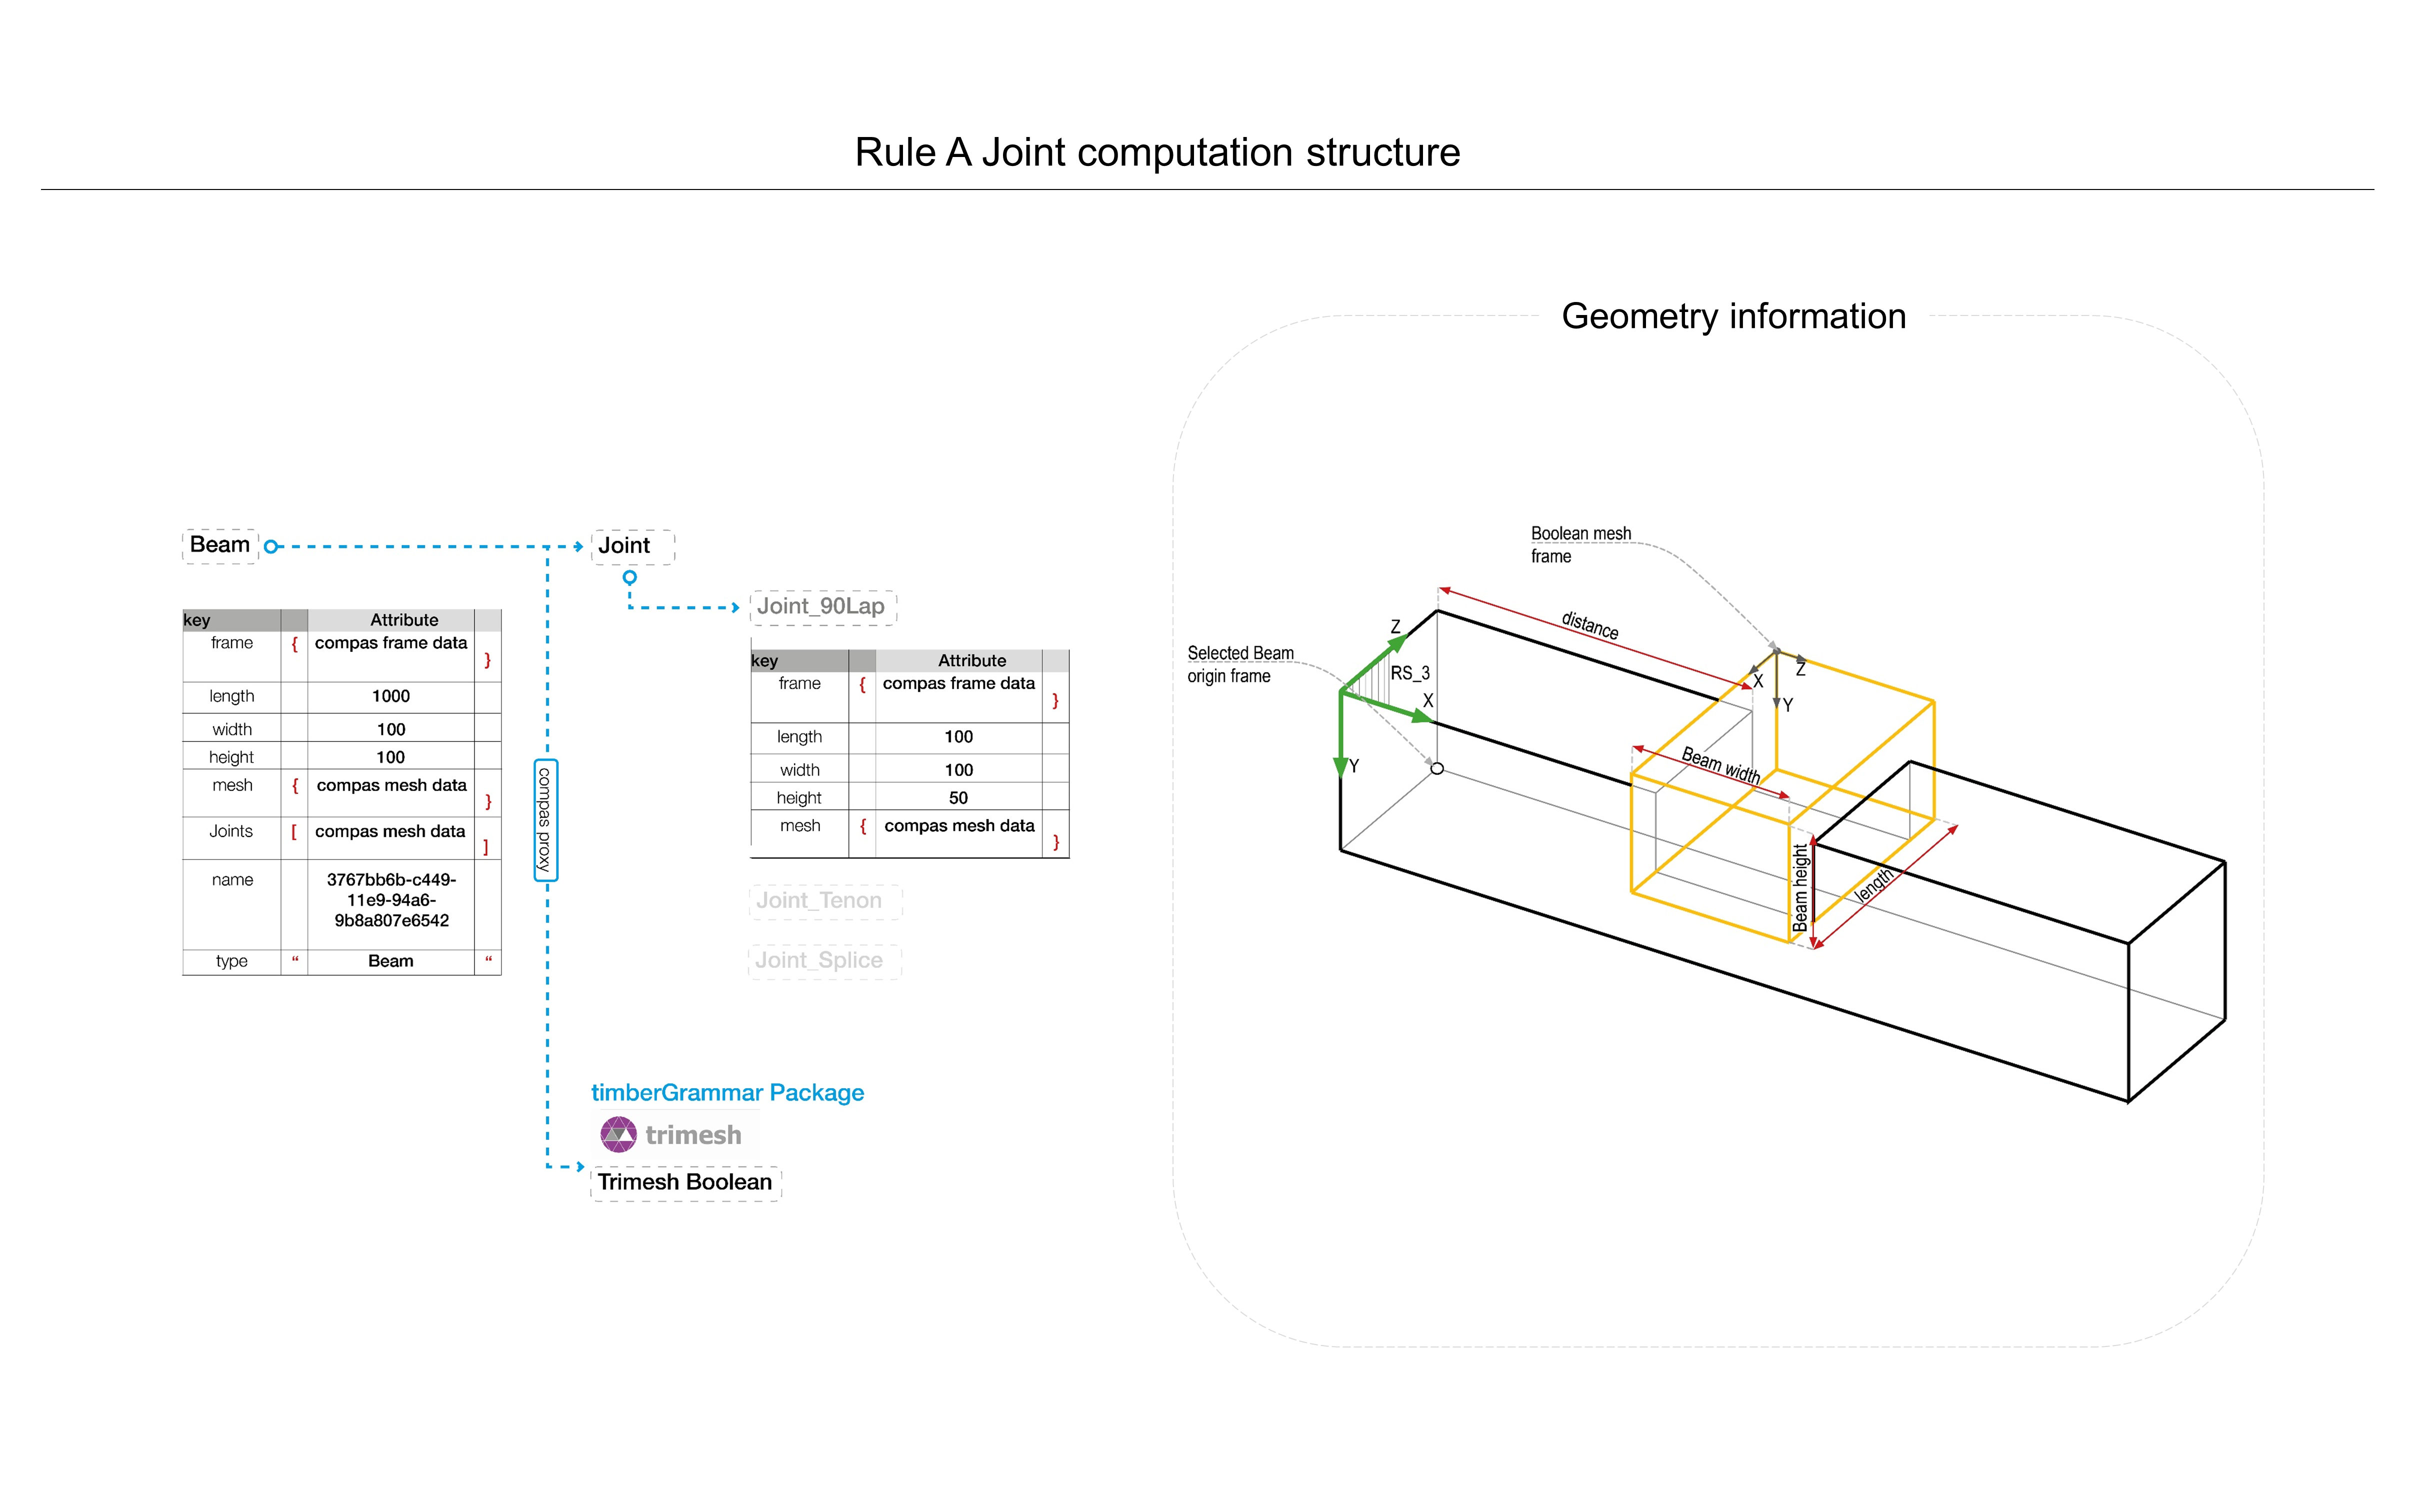 Rule A Joint computation structure
Geometry information
Beam
Joint
Joint_90Lap
key Attribute
frame { compas frame data }
length 1000
width 100
height 100
mesh { compas mesh data }
Joints [ compas mesh data ]
name 3767bb6b-c449-
11e9-94a6-
9b8a807e6542
type “ Beam “
compas proxy
key Attribute
frame { compas frame data }
length 100
width 100
height 50
mesh { compas mesh data }
Joint_Tenon
Joint_Splice
timberGrammar Package
trimesh
Trimesh Boolean
Boolean mesh
frame
Selected Beam
origin frame
distance
Z
RS_3
X
Y
X
Z
Y
Beam width
Beam height
length